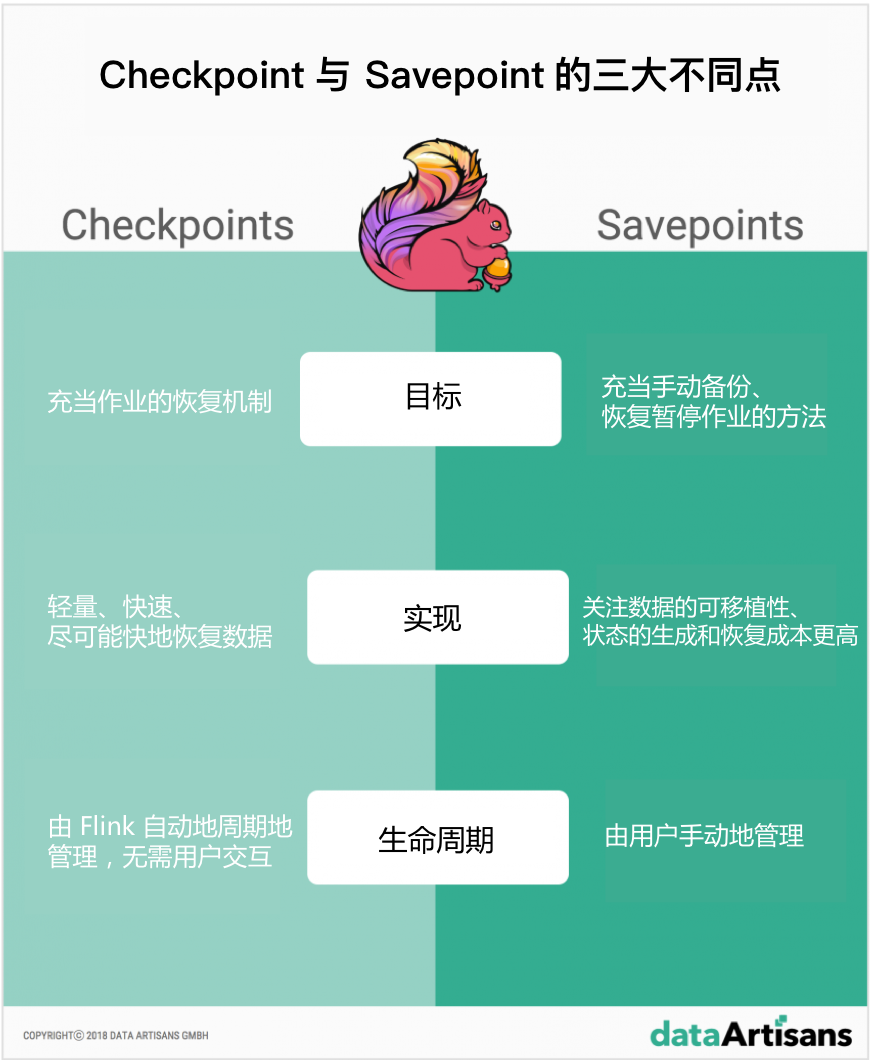 Checkpoint 与 Savepoint 的三大不同点
Checkpoints
Savepoints
充当作业的恢复机制
目标
充当手动备份、
恢复暂停作业的方法
轻量、快速、
尽可能快地恢复数据
实现
关注数据的可移植性、
状态的生成和恢复成本更高
由 Flink 自动地周期地
管理，无需用户交互
生命周期
由用户手动地管理
COPYRIGHTⓒ 2018 DATA ARTISANS GMBH
dataArtisans